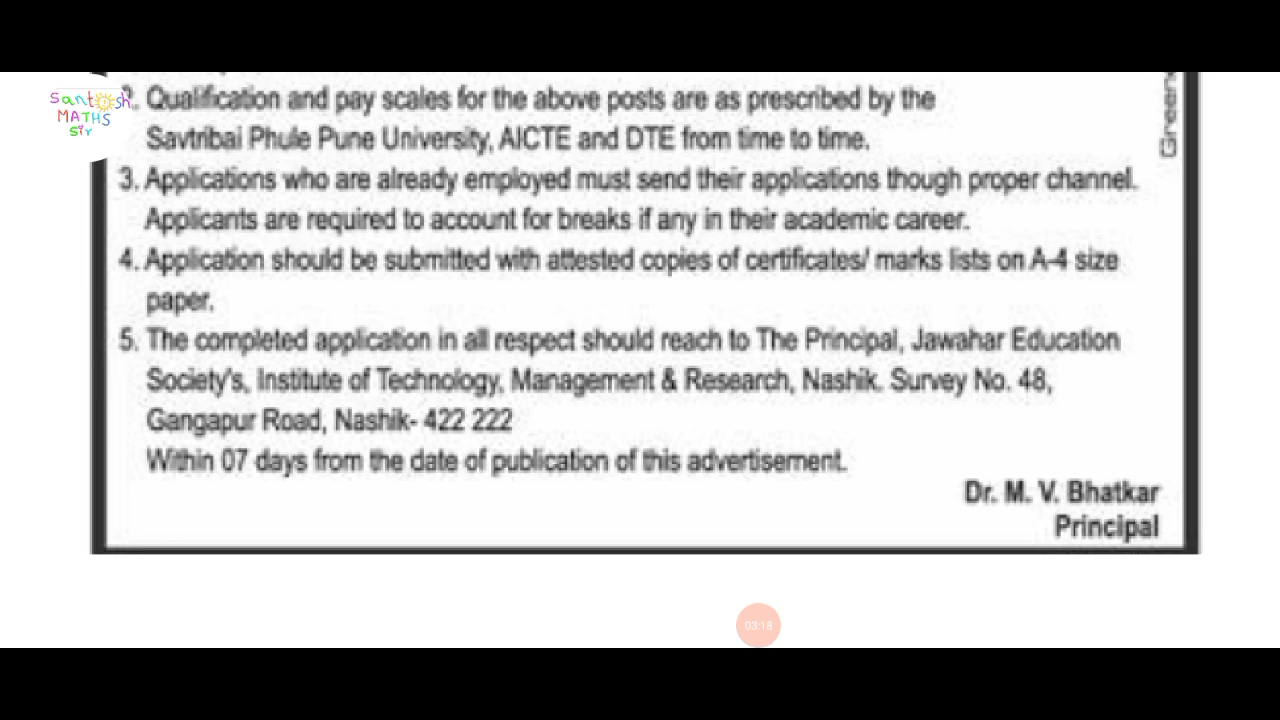 Santosh
MATHS
Sir
2. Qualification and pay scales for the above posts are as prescribed by the
Savtribai Phule Pune University, AICTE and DTE from time to time.
3. Applications who are already employed must send their applications though proper channel.
Applicants are required to account for breaks if any in their academic career.
4. Application should be submitted with attested copies of certificates/ marks lists on A-4 size
paper.
5. The completed application in all respect should reach to The Principal, Jawahar Education
Society's, Institute of Technology, Management & Research, Nashik. Survey No. 48,
Gangapur Road, Nashik- 422 222
Within 07 days from the date of publication of this advertisement.
Dr. M. V. Bhatkar
Principal
03:18